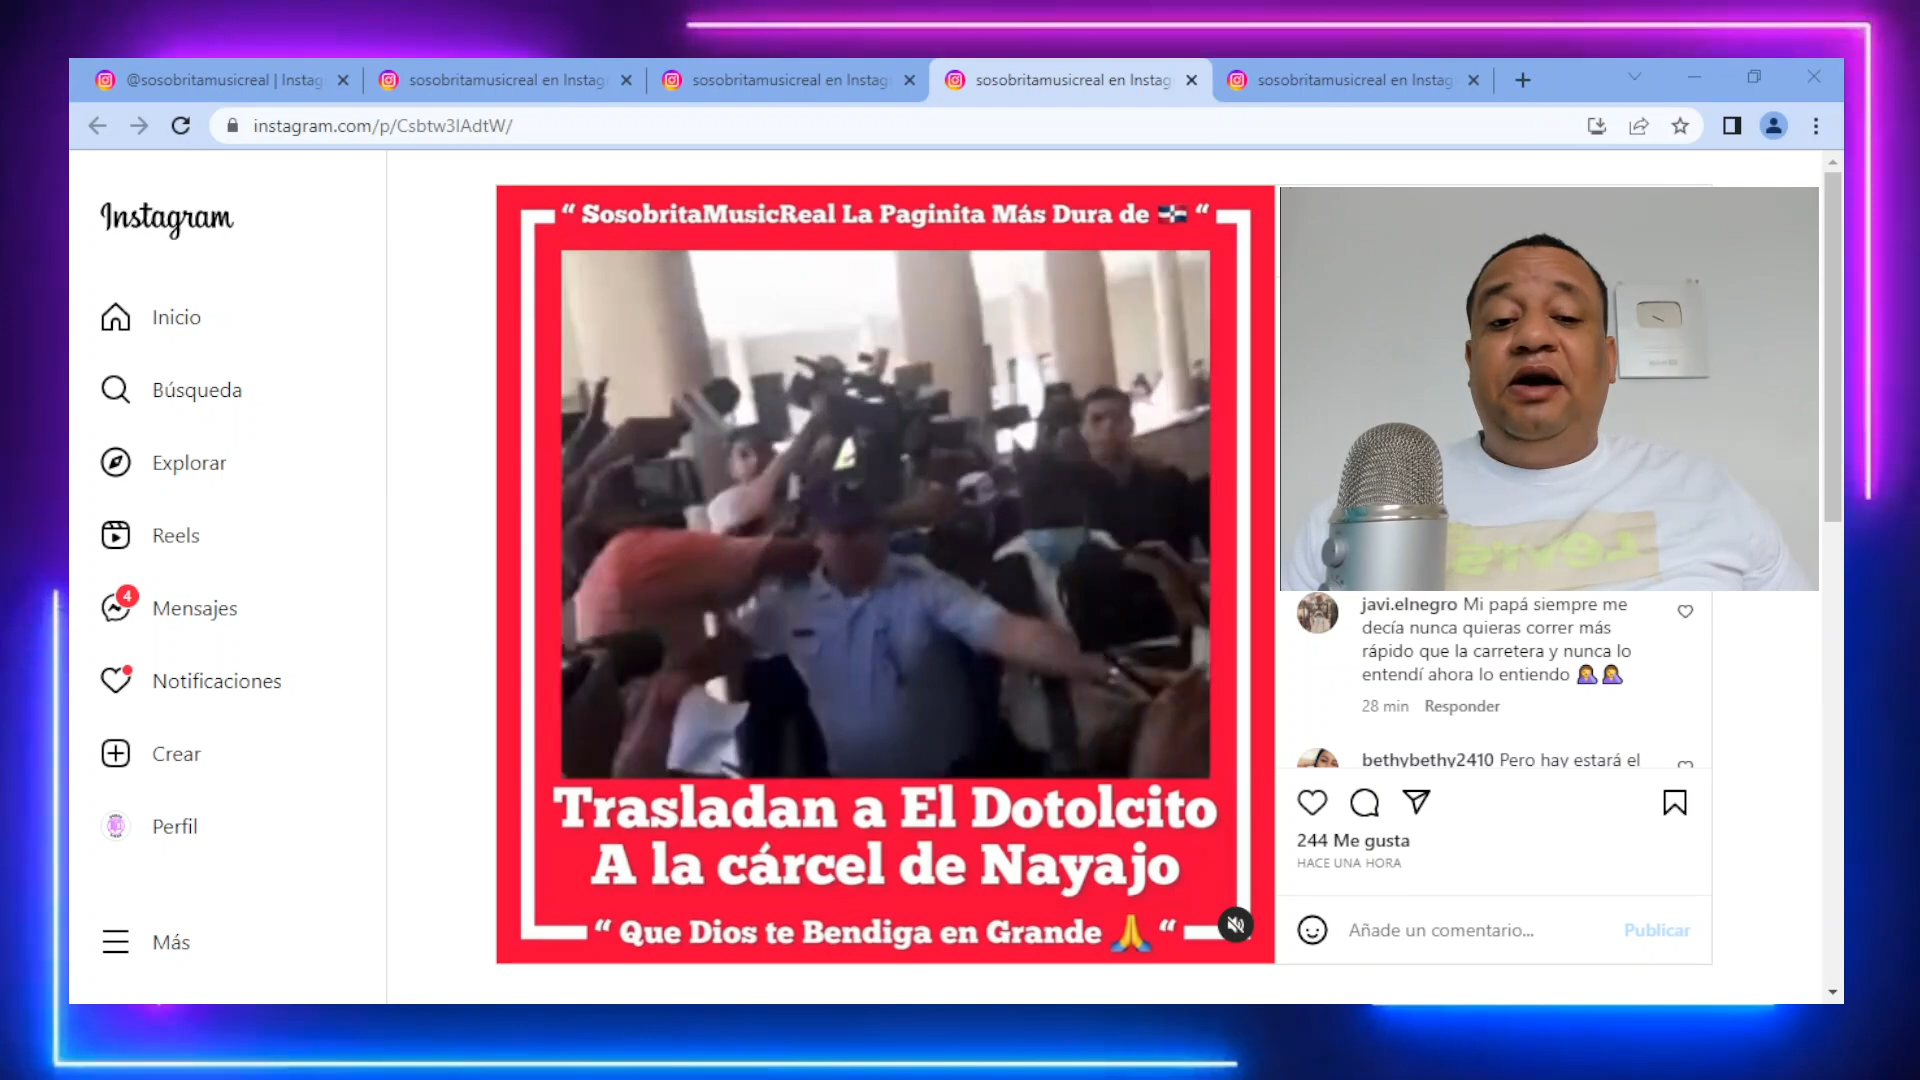 @sosobritamusicreal | Instag
sosobritamusicreal en Instag
sosobritamusicreal en Instag
sosobritamusicreal en Instag
sosobritamusicreal en Instag
instagram.com/p/Csbtw3IAdtW/
Instagram
Inicio
Búsqueda
Explorar
Reels
4
Mensajes
Notificaciones
Crear
Perfil
Más
“ SosobritaMusicReal La Paginita Más Dura de 🇩🇴 “
Trasladan a El Dotolcito
A la cárcel de Nayajo
“ Que Dios te Bendiga en Grande 🙏 “
Levi's
javi.elnegro Mi papá siempre me
decía nunca quieras correr más
rápido que la carretera y nunca lo
entendí ahora lo entiendo 🤦‍♀️🤦‍♀️
28 min Responder
bethybethy2410 Pero hay estará el
244 Me gusta
HACE UNA HORA
Añade un comentario...
Publicar